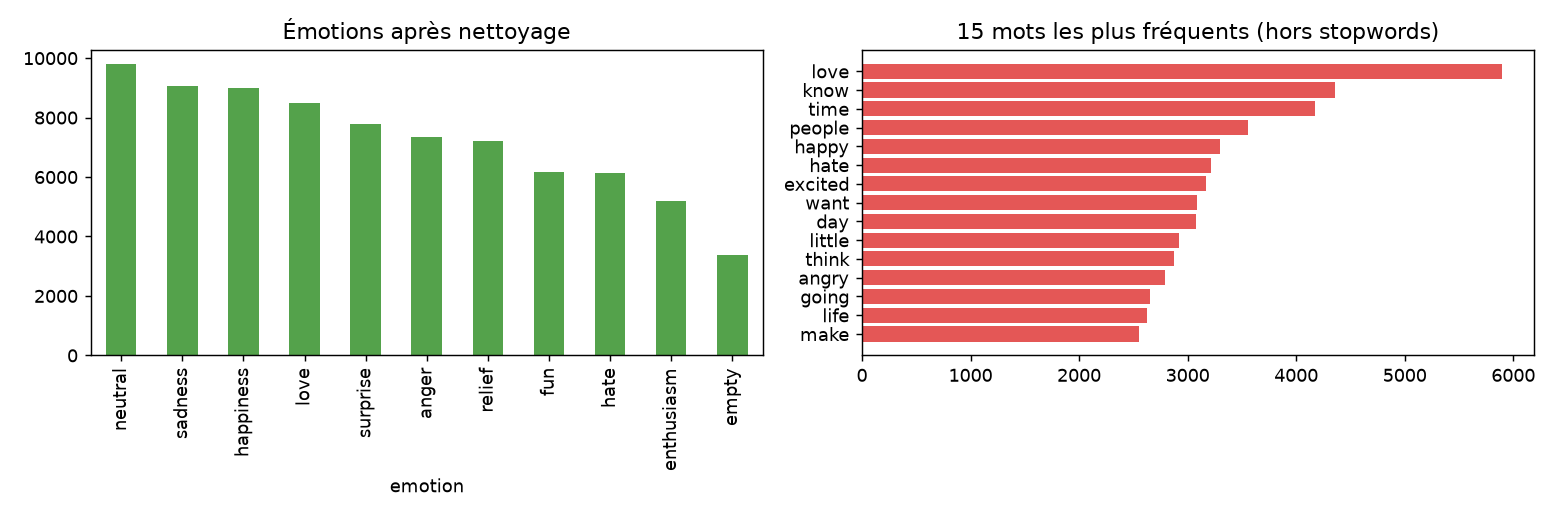 Émotions après nettoyage
10000
8000
6000
4000
2000
0
neutral
sadness
happiness
love
surprise
anger
relief
fun
hate
enthusiasm
empty
emotion
15 mots les plus fréquents (hors stopwords)
love
know
time
people
happy
hate
excited
want
day
little
think
angry
going
life
make
0 1000 2000 3000 4000 5000 6000